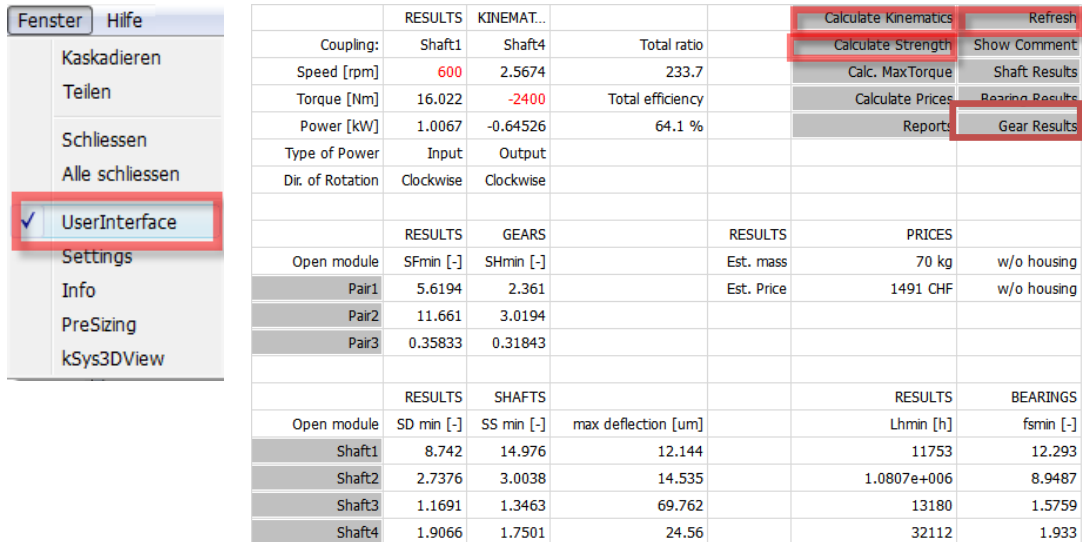 Fenster Hilfe
Kaskadieren
Teilen
Schliessen
Alle schliessen
UserInterface
Settings
Info
PreSizing
kSys3DView
RESULTS KINEMAT... Calculate Kinematics Refresh
Coupling: Shaft1 Shaft4 Total ratio Calculate Strength Show Comment
Speed [rpm] 600 2.5674 233.7 Calc. MaxTorque Shaft Results
Torque [Nm] 16.022 -2400 Total efficiency Calculate Prices Bearing Results
Power [kW] 1.0067 -0.64526 64.1 % Reports Gear Results
Type of Power Input Output
Dir. of Rotation Clockwise Clockwise
RESULTS GEARS RESULTS PRICES
Open module SFmin [-] SHmin [-] Est. mass 70 kg w/o housing
Pair1 5.6194 2.361 Est. Price 1491 CHF w/o housing
Pair2 11.661 3.0194
Pair3 0.35833 0.31843
RESULTS SHAFTS RESULTS BEARINGS
Open module SD min [-] SS min [-] max deflection [um] Lhmin [h] fsmin [-]
Shaft1 8.742 14.976 12.144 11753 12.293
Shaft2 2.7376 3.0038 14.535 1.0807e+006 8.9487
Shaft3 1.1691 1.3463 69.762 13180 1.5759
Shaft4 1.9066 1.7501 24.56 32112 1.933